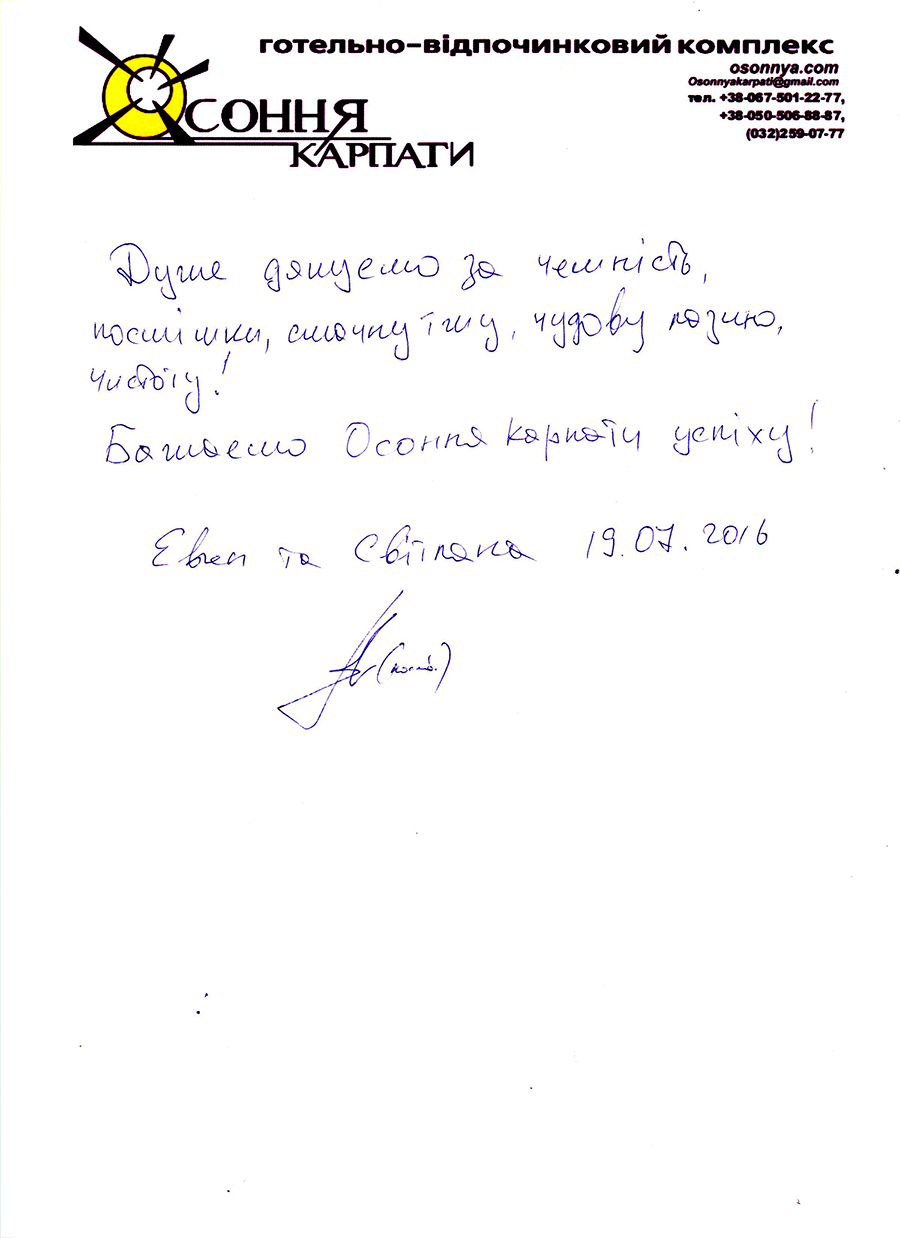 готельно-відпочинковий комплекс
osonnya.com
Osonnyakarpati@gmail.com
тел. +38-067-501-22-77,
+38-050-506-88-87,
(032)259-07-77
Осоння
Карпати
Дуже дякуємо за чемність,
посмішки, смачну їжу, чудову лазню,
чистоту!
Бажаємо Осоння Карпати успіху!
Евген та Світлана 19.07.2016